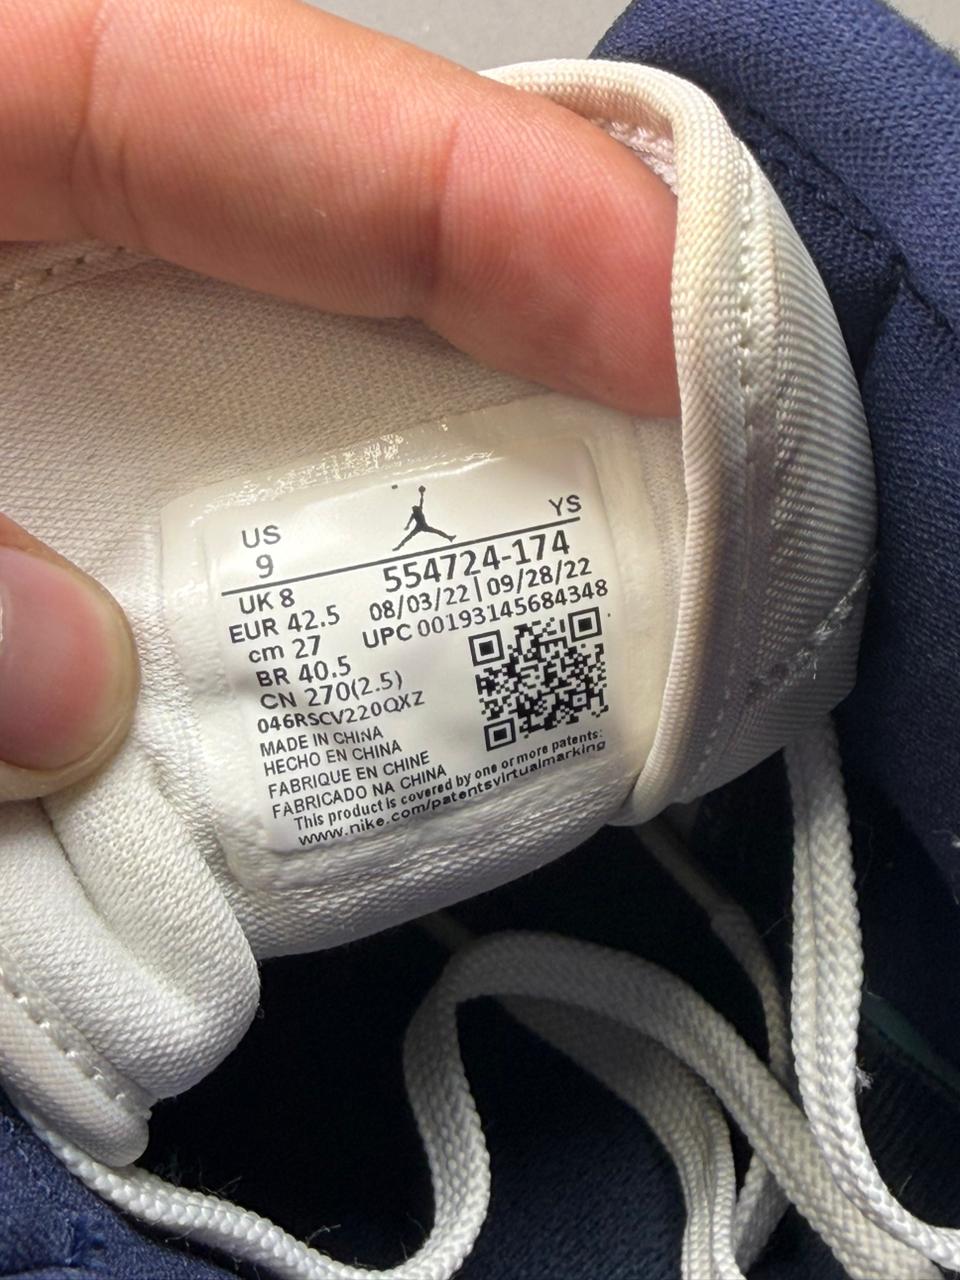 US YS
9
554724-174
UK 8 08/03/22|09/28/22
EUR 42.5 UPC 00193145684348
cm 27
BR 40.5
CN 270(2.5)
046RSCV220QXZ
MADE IN CHINA
HECHO EN CHINA
FABRIQUE EN CHINE
FABRICADO NA CHINA
This product is covered by one or more patents:
www.nike.com/patentsvirtualmarking